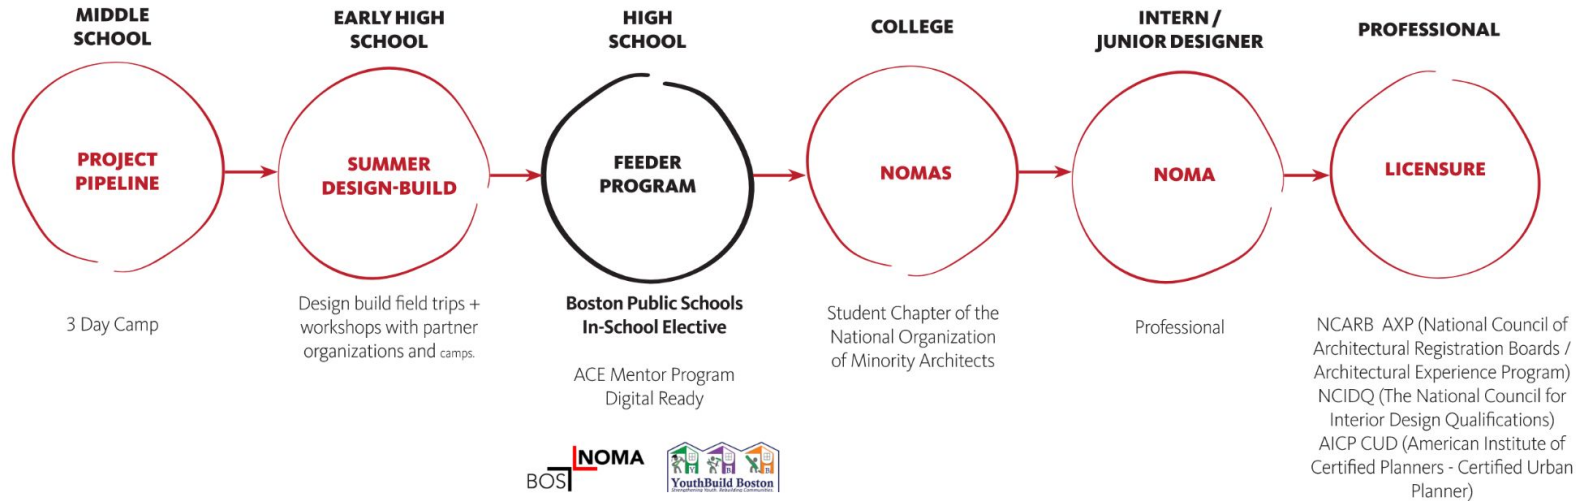 MIDDLE
SCHOOL
PROJECT
PIPELINE
3 Day Camp
EARLY HIGH
SCHOOL
SUMMER
DESIGN-BUILD
Design build field trips +
workshops with partner
organizations and camps.
HIGH
SCHOOL
FEEDER
PROGRAM
Boston Public Schools
In-School Elective
ACE Mentor Program
Digital Ready
BOS
NOMA
Y
B
B
YouthBuild Boston
Strengthening Youth. Rebuilding Communities.
COLLEGE
NOMAS
Student Chapter of the
National Organization
of Minority Architects
INTERN /
JUNIOR DESIGNER
NOMA
Professional
PROFESSIONAL
LICENSURE
NCARB AXP (National Council of
Architectural Registration Boards /
Architectural Experience Program)
NCIDQ (The National Council for
Interior Design Qualifications)
AICP CUD (American Institute of
Certified Planners - Certified Urban
Planner)